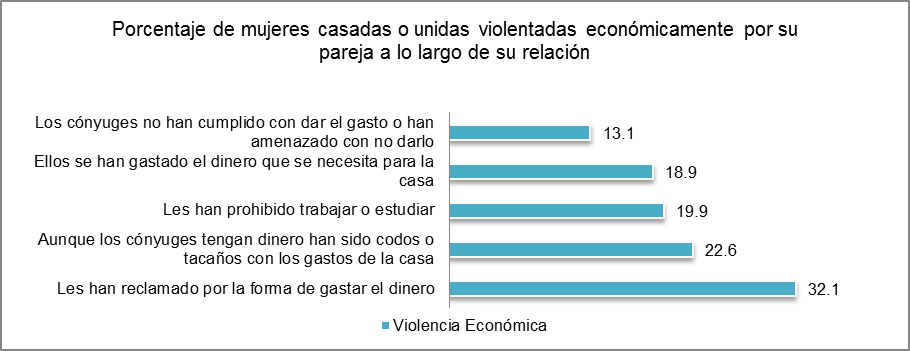 Porcentaje de mujeres casadas o unidas violentadas económicamente por su
pareja a lo largo de su relación
Los cónyuges no han cumplido con dar el gasto o han
amenazado con no darlo
13.1
Ellos se han gastado el dinero que se necesita para la
casa
18.9
Les han prohibido trabajar o estudiar
19.9
Aunque los cónyuges tengan dinero han sido codos o
tacaños con los gastos de la casa
22.6
Les han reclamado por la forma de gastar el dinero
32.1
Violencia Económica